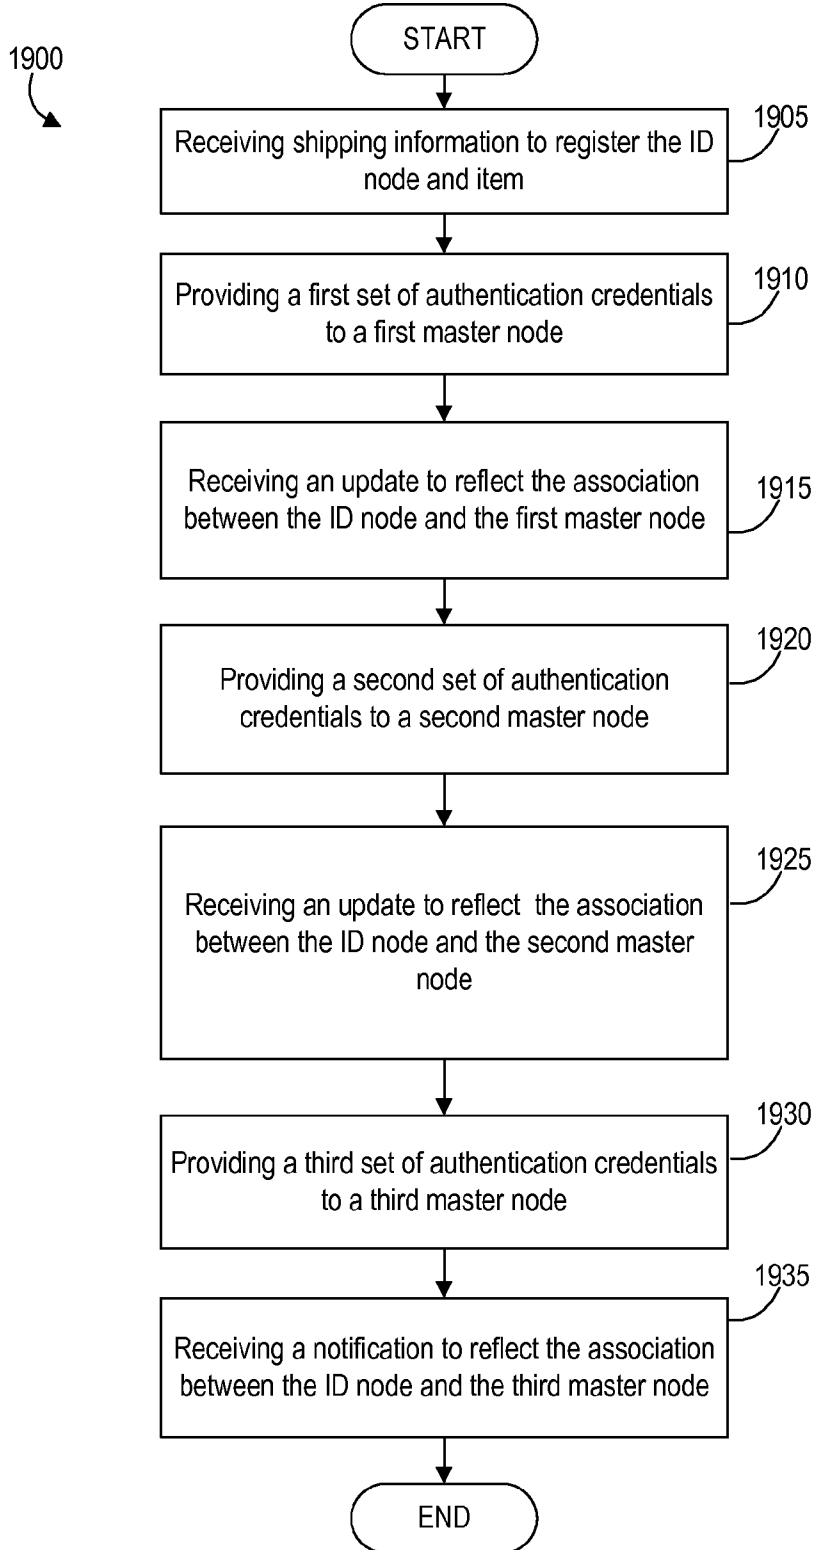 START
1900
1905
Receiving shipping information to register the ID
node and item
1910
Providing a first set of authentication credentials
to a first master node
Receiving an update to reflect the association
1915
between the ID node and the first master node
1920
Providing a second set of authentication
credentials to a second master node
1925
Receiving an update to reflect the association
between the ID node and the second master
node
1930
Providing a third set of authentication credentials
to a third master node
1935
Receiving a notification to reflect the association
between the ID node and the third master node
END